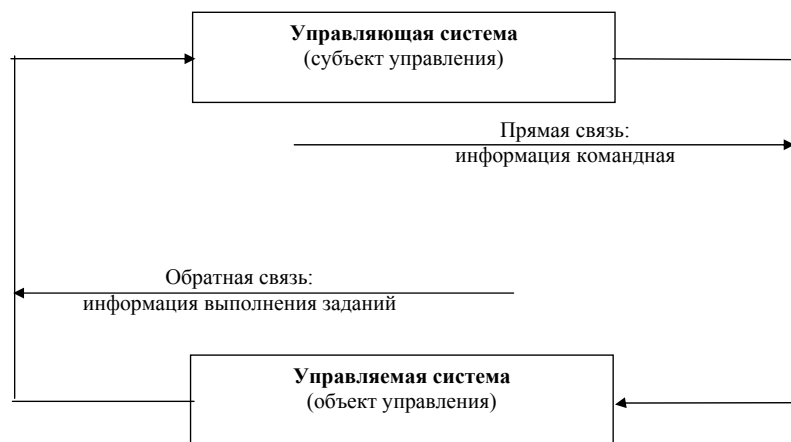 Управляющая система
(субъект управления)
Прямая связь:
информация командная
Обратная связь:
информация выполнения заданий
Управляемая система
(объект управления)